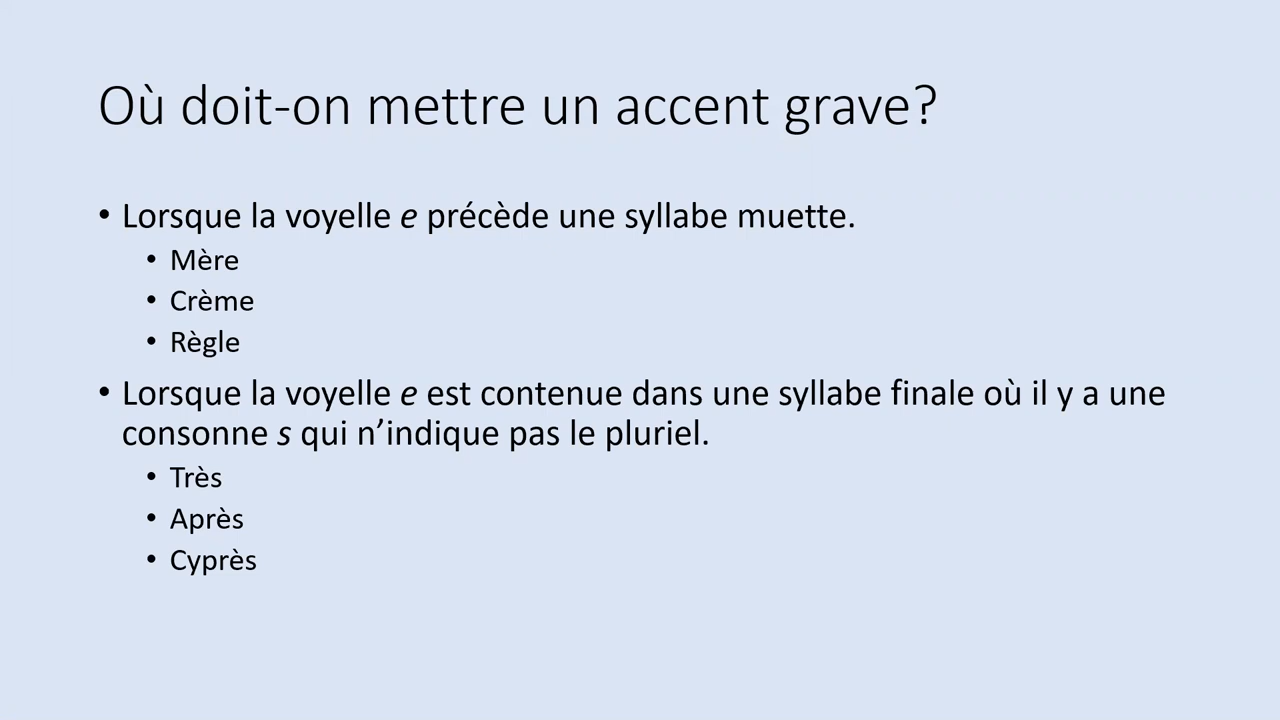 Où doit-on mettre un accent grave?
• Lorsque la voyelle e précède une syllabe muette.
• Mère
• Crème
• Règle
• Lorsque la voyelle e est contenue dans une syllabe finale où il y a une
consonne s qui n’indique pas le pluriel.
• Très
• Après
• Cyprès